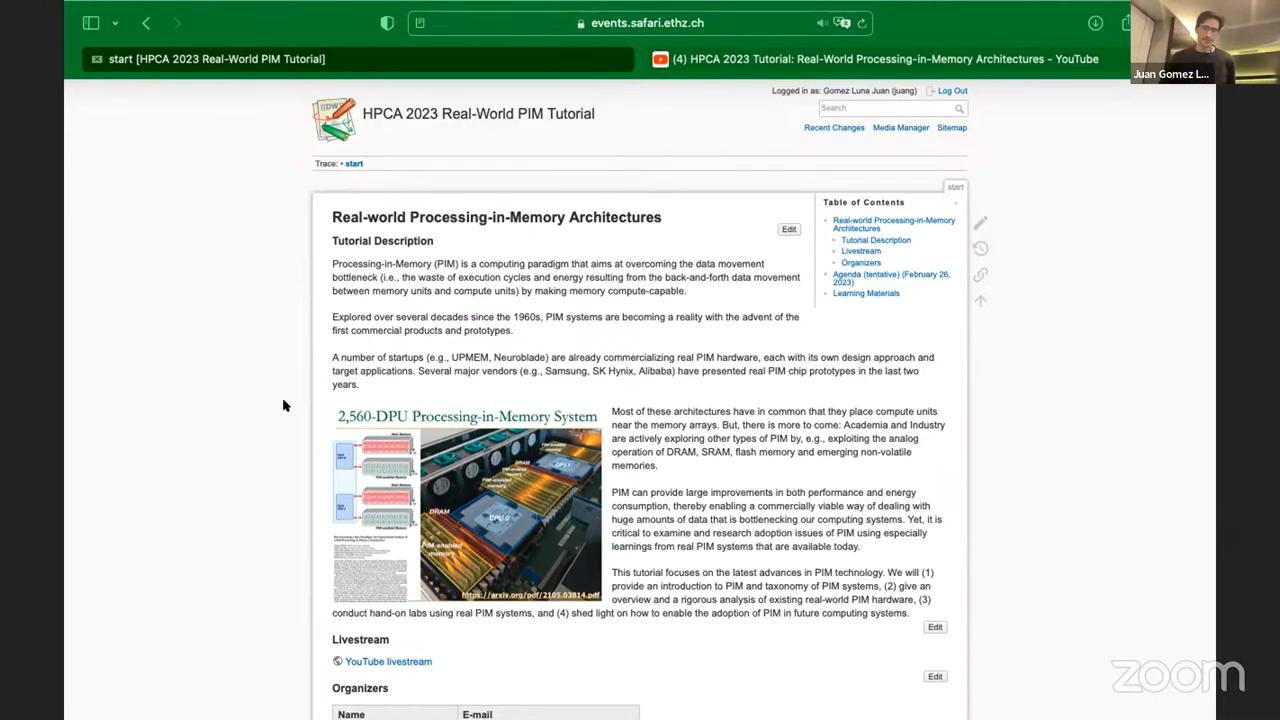 events.safari.ethz.ch
start [HPCA 2023 Real-World PIM Tutorial]
(4) HPCA 2023 Tutorial: Real-World Processing-in-Memory Architectures - YouTube
Juan Gomez L...
Logged in as: Gomez Luna Juan (juang) Log Out
HPCA 2023 Real-World PIM Tutorial
Search
Recent Changes Media Manager Sitemap
Trace: • start
start
Real-world Processing-in-Memory Architectures
Edit
Tutorial Description
Processing-in-Memory (PIM) is a computing paradigm that aims at overcoming the data movement
bottleneck (i.e., the waste of execution cycles and energy resulting from the back-and-forth data movement
between memory units and compute units) by making memory compute-capable.
Explored over several decades since the 1960s, PIM systems are becoming a reality with the advent of the
first commercial products and prototypes.
Table of Contents
Real-world Processing-in-Memory
Architectures
Tutorial Description
Livestream
Organizers
Agenda (tentative) (February 26,
2023)
Learning Materials
A number of startups (e.g., UPMEM, Neuroblade) are already commercializing real PIM hardware, each with its own design approach and
target applications. Several major vendors (e.g., Samsung, SK Hynix, Alibaba) have presented real PIM chip prototypes in the last two
years.
2,560-DPU Processing-in-Memory System
DRAM
PIM-enabled
memory
CPU 0
DRAM
CPU 1
https://arxiv.org/pdf/2105.03814.pdf
Most of these architectures have in common that they place compute units
near the memory arrays. But, there is more to come: Academia and Industry
are actively exploring other types of PIM by, e.g., exploiting the analog
operation of DRAM, SRAM, flash memory and emerging non-volatile
memories.
PIM can provide large improvements in both performance and energy
consumption, thereby enabling a commercially viable way of dealing with
huge amounts of data that is bottlenecking our computing systems. Yet, it is
critical to examine and research adoption issues of PIM using especially
learnings from real PIM systems that are available today.
This tutorial focuses on the latest advances in PIM technology. We will (1)
provide an introduction to PIM and taxonomy of PIM systems, (2) give an
overview and a rigorous analysis of existing real-world PIM hardware, (3)
conduct hand-on labs using real PIM systems, and (4) shed light on how to enable the adoption of PIM in future computing systems.
Edit
Livestream
YouTube livestream
Edit
Organizers
Name E-mail
zoom